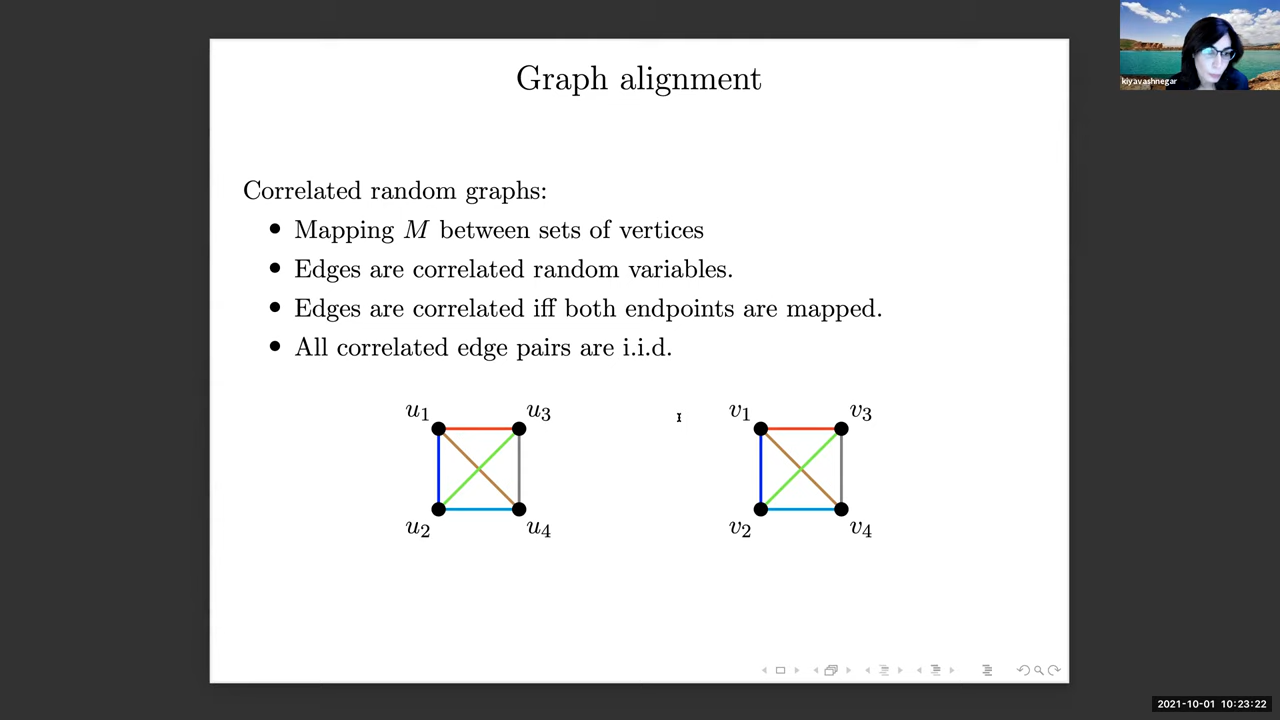 Graph alignment
kiyavashnegar
Correlated random graphs:
• Mapping M between sets of vertices
• Edges are correlated random variables.
• Edges are correlated iff both endpoints are mapped.
• All correlated edge pairs are i.i.d.
u1 u3 v1 v3
u2 u4 v2 v4
2021-10-01 10:23:22